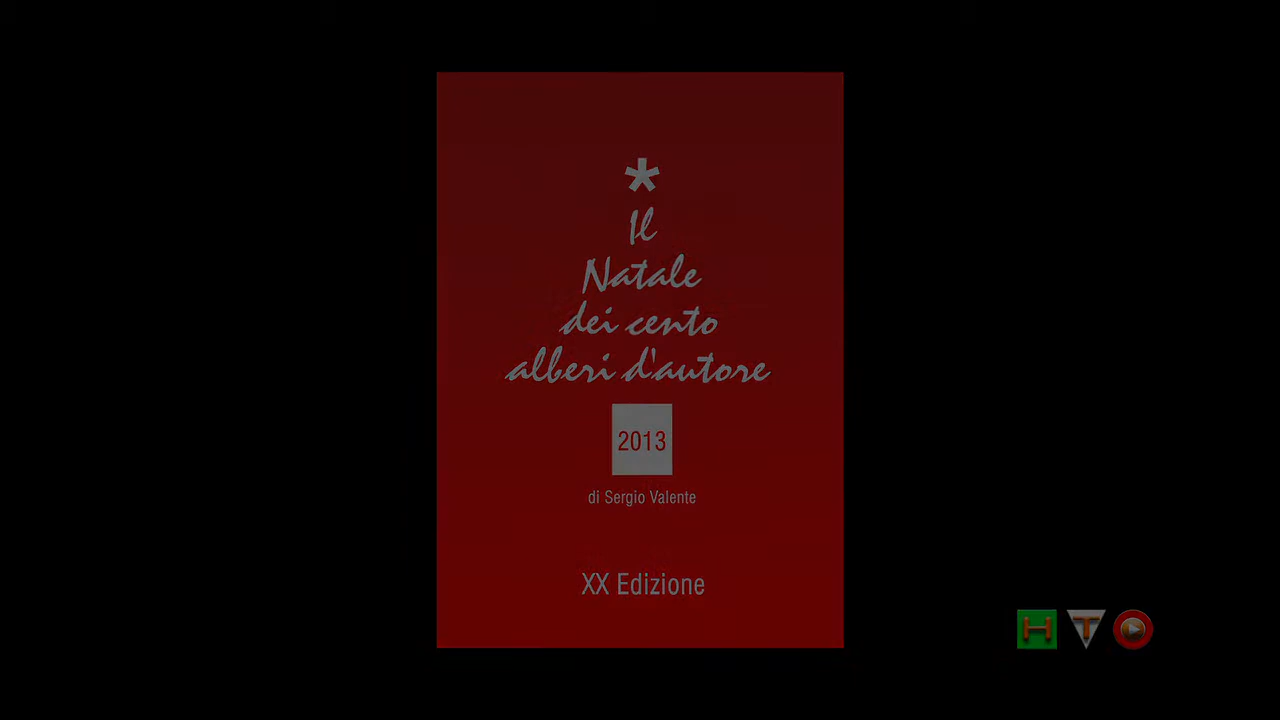 *
Il
Natale
dei cento
alberi d'autore
2013
di Sergio Valente
XX Edizione
H T